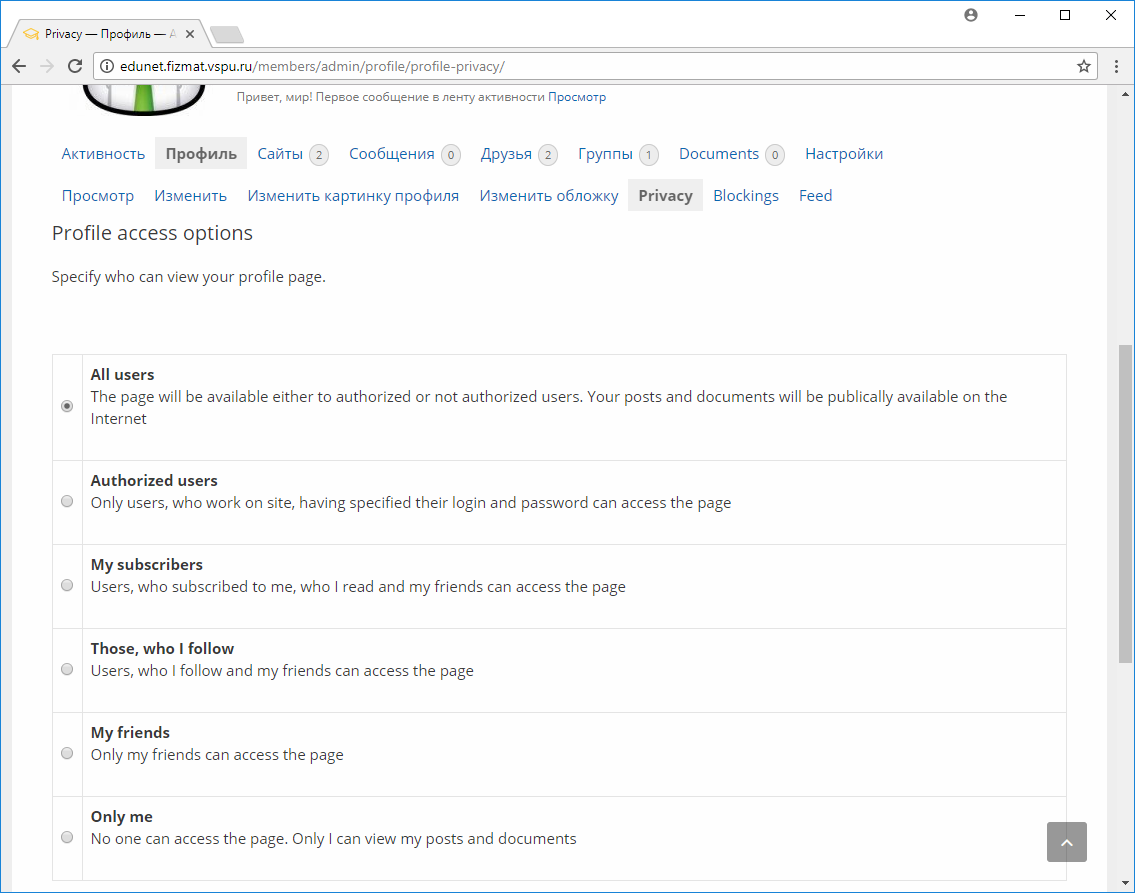 Privacy — Профиль — A
edunet.fizmat.vspu.ru/members/admin/profile/profile-privacy/
Привет, мир! Первое сообщение в ленту активности Просмотр
Активность Профиль Сайты 2 Сообщения 0 Друзья 2 Группы 1 Documents 0 Настройки
Просмотр Изменить Изменить картинку профиля Изменить обложку Privacy Blockings Feed
Profile access options
Specify who can view your profile page.
All users
The page will be available either to authorized or not authorized users. Your posts and documents will be publically available on the
Internet
Authorized users
Only users, who work on site, having specified their login and password can access the page
My subscribers
Users, who subscribed to me, who I read and my friends can access the page
Those, who I follow
Users, who I follow and my friends can access the page
My friends
Only my friends can access the page
Only me
No one can access the page. Only I can view my posts and documents